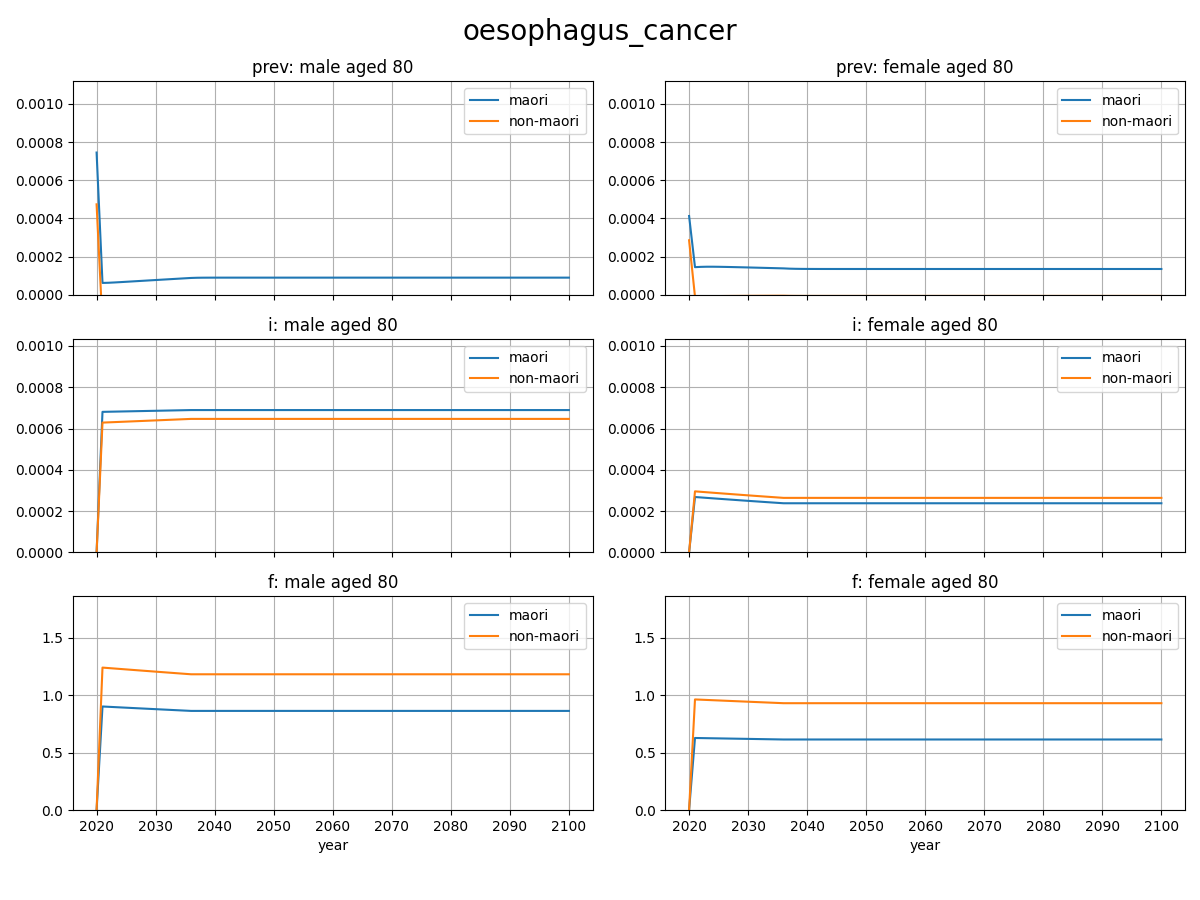 oesophagus_cancer
prev: male aged 80
prev: female aged 80
0.0010
0.0008
0.0006
0.0004
0.0002
0.0000
maori
non-maori
0.0010
0.0008
0.0006
0.0004
0.0002
0.0000
maori
non-maori
i: male aged 80
i: female aged 80
0.0010
0.0008
0.0006
0.0004
0.0002
0.0000
maori
non-maori
0.0010
0.0008
0.0006
0.0004
0.0002
0.0000
maori
non-maori
f: male aged 80
f: female aged 80
1.5
1.0
0.5
0.0
maori
non-maori
2020 2030 2040 2050 2060 2070 2080 2090 2100
year
1.5
1.0
0.5
0.0
maori
non-maori
2020 2030 2040 2050 2060 2070 2080 2090 2100
year